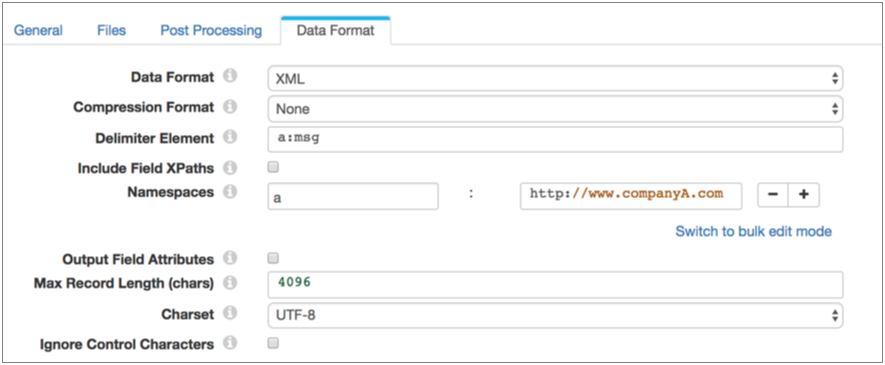 General Files Post Processing Data Format
Data Format XML
Compression Format None
Delimiter Element a:msg
Include Field XPaths
Namespaces a : http://www.companyA.com
Switch to bulk edit mode
Output Field Attributes
Max Record Length (chars) 4096
Charset UTF-8
Ignore Control Characters